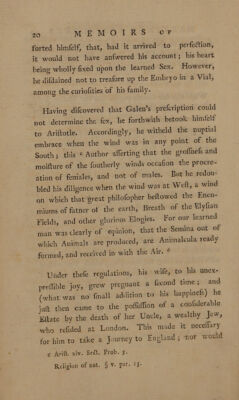 20 MEMOIRS OF
forted himſelf, that, had it arrived to perfection,
it would not have anſwered his account; his heart
being wholly fixed upon the learned Sex. However,
he diſdained not to treaſure up the Embryo in a Vial,
among the curioſities of his family.
Having diſcovered that Galen's preſcription could
not determine the ſex, he forthwith betook himſelf
to Ariſtotle. Accordingly, he witheld the nuptial
embrace when the wind was in any point of the
South; this c Author aſſerting that the groſſneſs and
moiſture of the ſoutherly winds occaſion the procre-
ation of females, and not of males. But he redou-
bled his diligence when the wind was at Weſt, a wind
on which that great philoſopher beſtowed the Enco-
miums of fatner of the earth, Breath of the Elyſian
Fields, and other glorious Elogies. For our learned
man was clearly of opinion, that the Semina out of
which Animals are produced, are Animalcula ready
formed, and received in with the Air. d
Under theſe regulations, his wife, to his unex-
preſſible joy, grew pregnant a ſecond time; and
(what was no ſmall addition to his happineſs) he
juſt then came to the poſſeſſion of a conſiderable
Eſtate by the death of her Uncle, a wealthy Jew,
who reſided at London. This made it neceſſary
for him to take a Journey to England; nor would
c Ariſt. xiv. Sect. Prob. 5.
Religion of nat. § v. par. 15.